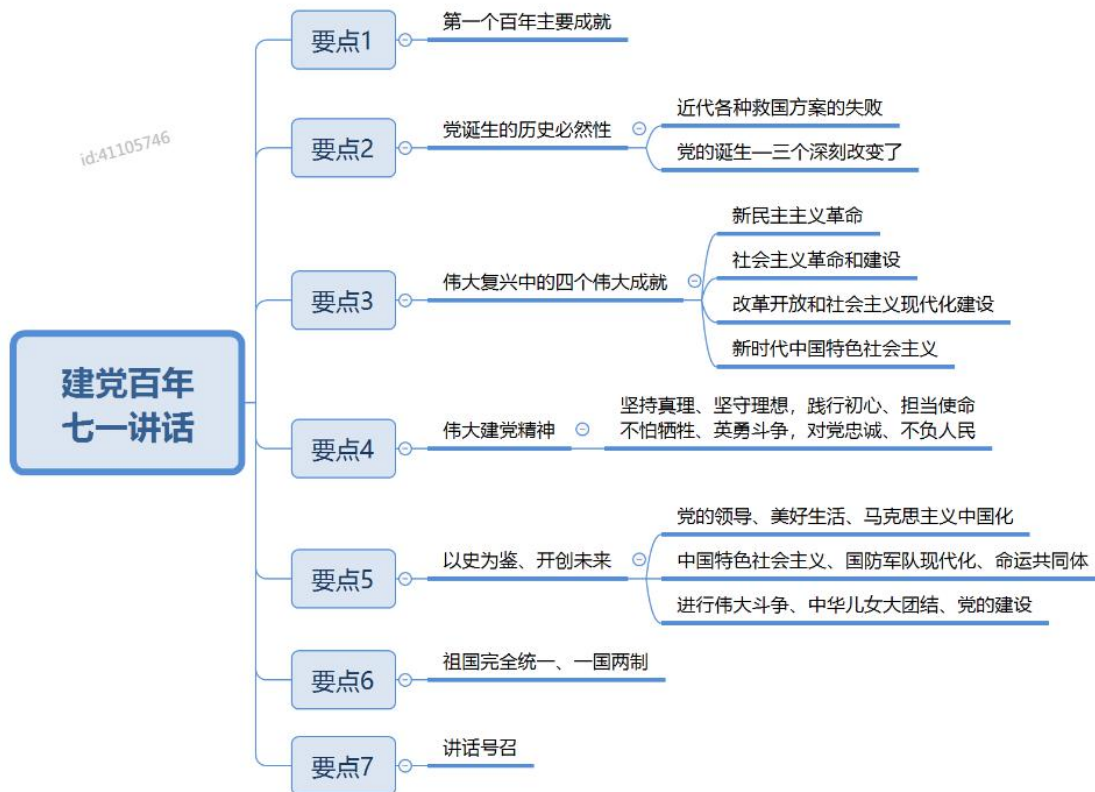 建党百年
七一讲话
id:41105746
要点1
第一个百年主要成就
要点2
党诞生的历史必然性
近代各种救国方案的失败
党的诞生—三个深刻改变了
要点3
伟大复兴中的四个伟大成就
新民主主义革命
社会主义革命和建设
改革开放和社会主义现代化建设
新时代中国特色社会主义
要点4
伟大建党精神
坚持真理、坚守理想，践行初心、担当使命
不怕牺牲、英勇斗争，对党忠诚、不负人民
要点5
以史为鉴、开创未来
党的领导、美好生活、马克思主义中国化
中国特色社会主义、国防军队现代化、命运共同体
进行伟大斗争、中华儿女大团结、党的建设
要点6
祖国完全统一、一国两制
要点7
讲话号召